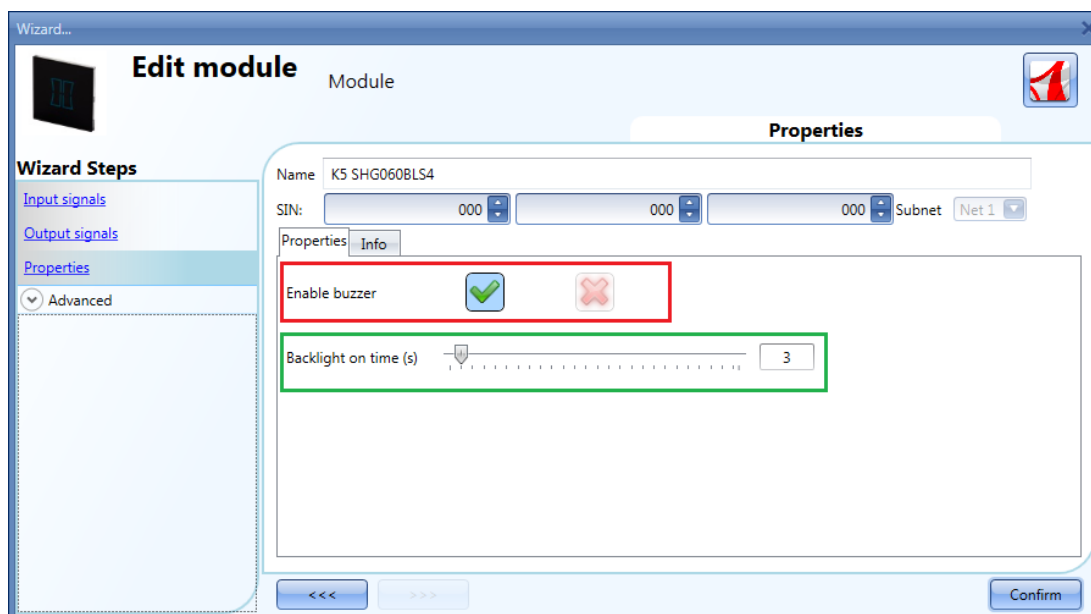 Wizard...
Edit module
Module
Properties
Wizard Steps
Input signals
Output signals
Properties
Advanced
Name K5 SHG060BLS4
SIN: 000 000 000 Subnet Net 1
Properties Info
Enable buzzer
Backlight on time (s) 3
<<< >>> Confirm